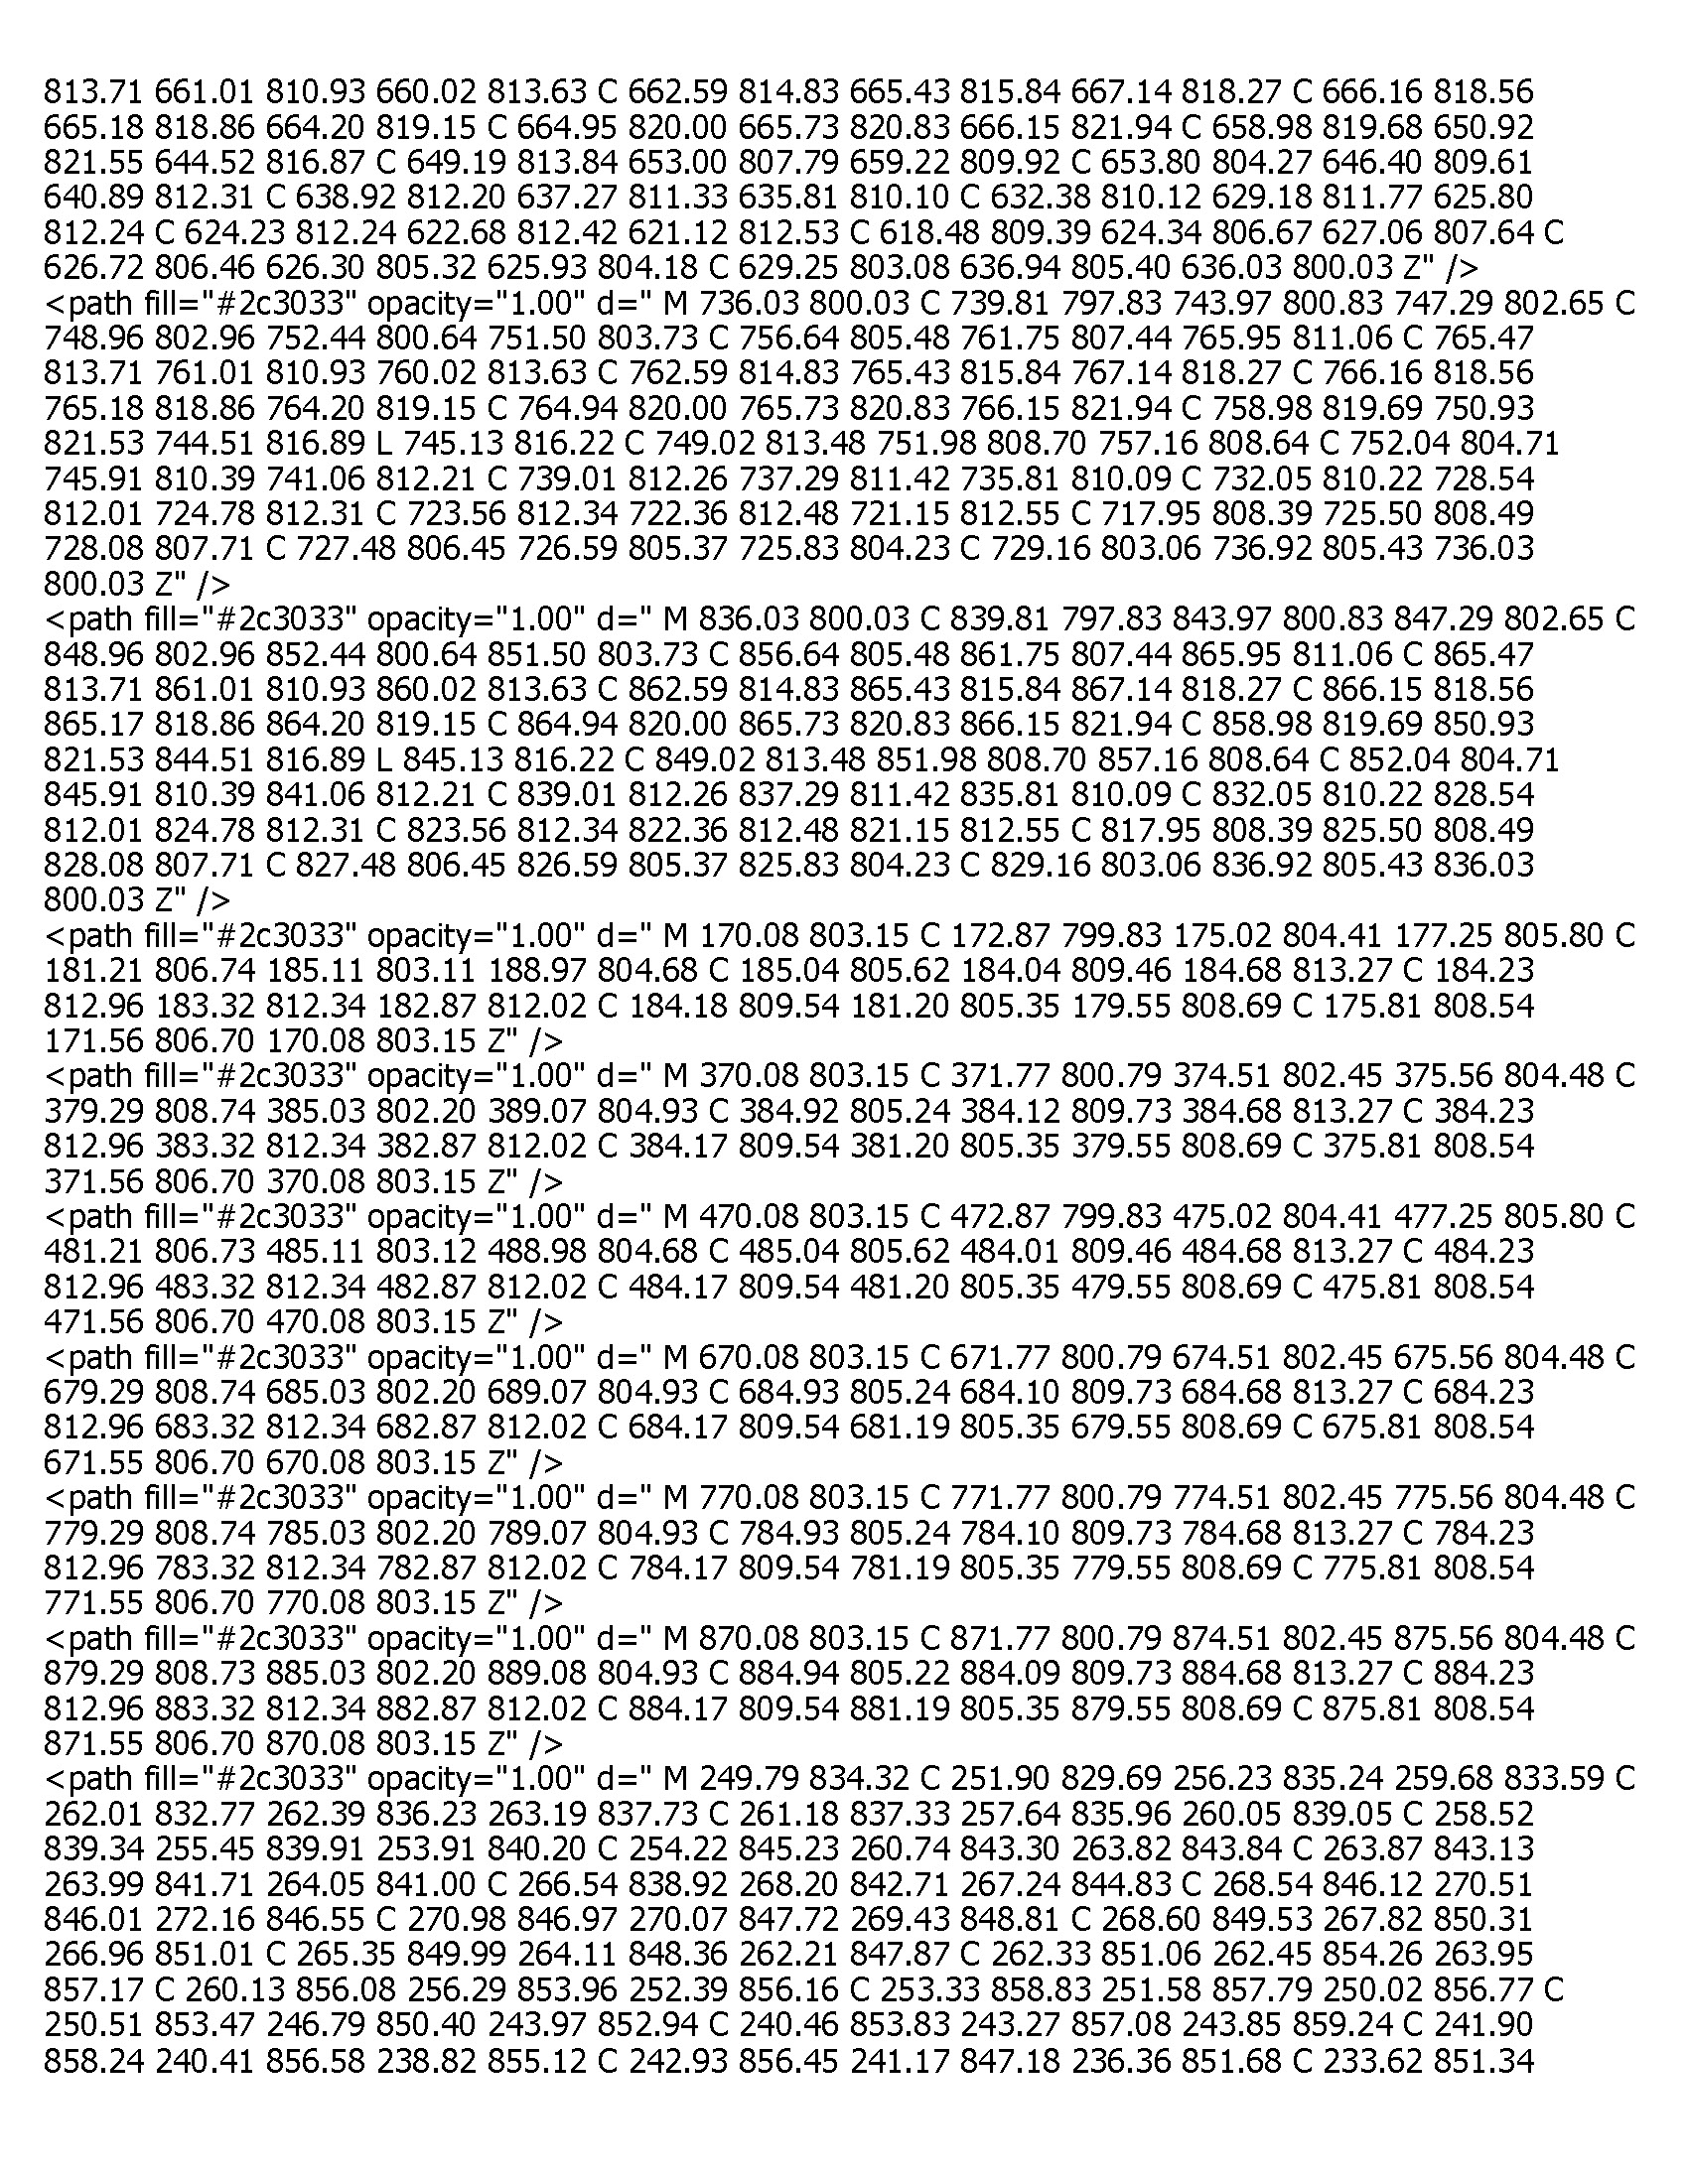 813.71 661.01 810.93 660.02 813.63 C 662.59 814.83 665.43 815.84 667.14 818.27 C 666.16 818.56
665.18 818.86 664.20 819.15 C 664.95 820.00 665.73 820.83 666.15 821.94 C 658.98 819.68 650.92
821.55 644.52 816.87 C 649.19 813.84 653.00 807.79 659.22 809.92 C 653.80 804.27 646.40 809.61
640.89 812.31 C 638.92 812.20 637.27 811.33 635.81 810.10 C 632.38 810.12 629.18 811.77 625.80
812.24 C 624.23 812.24 622.68 812.42 621.12 812.53 C 618.48 809.39 624.34 806.67 627.06 807.64 C
626.72 806.46 626.30 805.32 625.93 804.18 C 629.25 803.08 636.94 805.40 636.03 800.03 Z" />
<path fill="#2c3033" opacity="1.00" d=" M 736.03 800.03 C 739.81 797.83 743.97 800.83 747.29 802.65 C
748.96 802.96 752.44 800.64 751.50 803.73 C 756.64 805.48 761.75 807.44 765.95 811.06 C 765.47
813.71 761.01 810.93 760.02 813.63 C 762.59 814.83 765.43 815.84 767.14 818.27 C 766.16 818.56
765.18 818.86 764.20 819.15 C 764.94 820.00 765.73 820.83 766.15 821.94 C 758.98 819.69 750.93
821.53 744.51 816.89 L 745.13 816.22 C 749.02 813.48 751.98 808.70 757.16 808.64 C 752.04 804.71
745.91 810.39 741.06 812.21 C 739.01 812.26 737.29 811.42 735.81 810.09 C 732.05 810.22 728.54
812.01 724.78 812.31 C 723.56 812.34 722.36 812.48 721.15 812.55 C 717.95 808.39 725.50 808.49
728.08 807.71 C 727.48 806.45 726.59 805.37 725.83 804.23 C 729.16 803.06 736.92 805.43 736.03
800.03 Z" />
<path fill="#2c3033" opacity="1.00" d=" M 836.03 800.03 C 839.81 797.83 843.97 800.83 847.29 802.65 C
848.96 802.96 852.44 800.64 851.50 803.73 C 856.64 805.48 861.75 807.44 865.95 811.06 C 865.47
813.71 861.01 810.93 860.02 813.63 C 862.59 814.83 865.43 815.84 867.14 818.27 C 866.15 818.56
865.17 818.86 864.20 819.15 C 864.94 820.00 865.73 820.83 866.15 821.94 C 858.98 819.69 850.93
821.53 844.51 816.89 L 845.13 816.22 C 849.02 813.48 851.98 808.70 857.16 808.64 C 852.04 804.71
845.91 810.39 841.06 812.21 C 839.01 812.26 837.29 811.42 835.81 810.09 C 832.05 810.22 828.54
812.01 824.78 812.31 C 823.56 812.34 822.36 812.48 821.15 812.55 C 817.95 808.39 825.50 808.49
828.08 807.71 C 827.48 806.45 826.59 805.37 825.83 804.23 C 829.16 803.06 836.92 805.43 836.03
800.03 Z" />
<path fill="#2c3033" opacity="1.00" d=" M 170.08 803.15 C 172.87 799.83 175.02 804.41 177.25 805.80 C
181.21 806.74 185.11 803.11 188.97 804.68 C 185.04 805.62 184.04 809.46 184.68 813.27 C 184.23
812.96 183.32 812.34 182.87 812.02 C 184.18 809.54 181.20 805.35 179.55 808.69 C 175.81 808.54
171.56 806.70 170.08 803.15 Z" />
<path fill="#2c3033" opacity="1.00" d=" M 370.08 803.15 C 371.77 800.79 374.51 802.45 375.56 804.48 C
379.29 808.74 385.03 802.20 389.07 804.93 C 384.92 805.24 384.12 809.73 384.68 813.27 C 384.23
812.96 383.32 812.34 382.87 812.02 C 384.17 809.54 381.20 805.35 379.55 808.69 C 375.81 808.54
371.56 806.70 370.08 803.15 Z" />
<path fill="#2c3033" opacity="1.00" d=" M 470.08 803.15 C 472.87 799.83 475.02 804.41 477.25 805.80 C
481.21 806.73 485.11 803.12 488.98 804.68 C 485.04 805.62 484.01 809.46 484.68 813.27 C 484.23
812.96 483.32 812.34 482.87 812.02 C 484.17 809.54 481.20 805.35 479.55 808.69 C 475.81 808.54
471.56 806.70 470.08 803.15 Z" />
<path fill="#2c3033" opacity="1.00" d=" M 670.08 803.15 C 671.77 800.79 674.51 802.45 675.56 804.48 C
679.29 808.74 685.03 802.20 689.07 804.93 C 684.93 805.24 684.10 809.73 684.68 813.27 C 684.23
812.96 683.32 812.34 682.87 812.02 C 684.17 809.54 681.19 805.35 679.55 808.69 C 675.81 808.54
671.55 806.70 670.08 803.15 Z" />
<path fill="#2c3033" opacity="1.00" d=" M 770.08 803.15 C 771.77 800.79 774.51 802.45 775.56 804.48 C
779.29 808.74 785.03 802.20 789.07 804.93 C 784.93 805.24 784.10 809.73 784.68 813.27 C 784.23
812.96 783.32 812.34 782.87 812.02 C 784.17 809.54 781.19 805.35 779.55 808.69 C 775.81 808.54
771.55 806.70 770.08 803.15 Z" />
<path fill="#2c3033" opacity="1.00" d=" M 870.08 803.15 C 871.77 800.79 874.51 802.45 875.56 804.48 C
879.29 808.73 885.03 802.20 889.08 804.93 C 884.94 805.22 884.09 809.73 884.68 813.27 C 884.23
812.96 883.32 812.34 882.87 812.02 C 884.17 809.54 881.19 805.35 879.55 808.69 C 875.81 808.54
871.55 806.70 870.08 803.15 Z" />
<path fill="#2c3033" opacity="1.00" d=" M 249.79 834.32 C 251.90 829.69 256.23 835.24 259.68 833.59 C
262.01 832.77 262.39 836.23 263.19 837.73 C 261.18 837.33 257.64 835.96 260.05 839.05 C 258.52
839.34 255.45 839.91 253.91 840.20 C 254.22 845.23 260.74 843.30 263.82 843.84 C 263.87 843.13
263.99 841.71 264.05 841.00 C 266.54 838.92 268.20 842.71 267.24 844.83 C 268.54 846.12 270.51
846.01 272.16 846.55 C 270.98 846.97 270.07 847.72 269.43 848.81 C 268.60 849.53 267.82 850.31
266.96 851.01 C 265.35 849.99 264.11 848.36 262.21 847.87 C 262.33 851.06 262.45 854.26 263.95
857.17 C 260.13 856.08 256.29 853.96 252.39 856.16 C 253.33 858.83 251.58 857.79 250.02 856.77 C
250.51 853.47 246.79 850.40 243.97 852.94 C 240.46 853.83 243.27 857.08 243.85 859.24 C 241.90
858.24 240.41 856.58 238.82 855.12 C 242.93 856.45 241.17 847.18 236.36 851.68 C 233.62 851.34